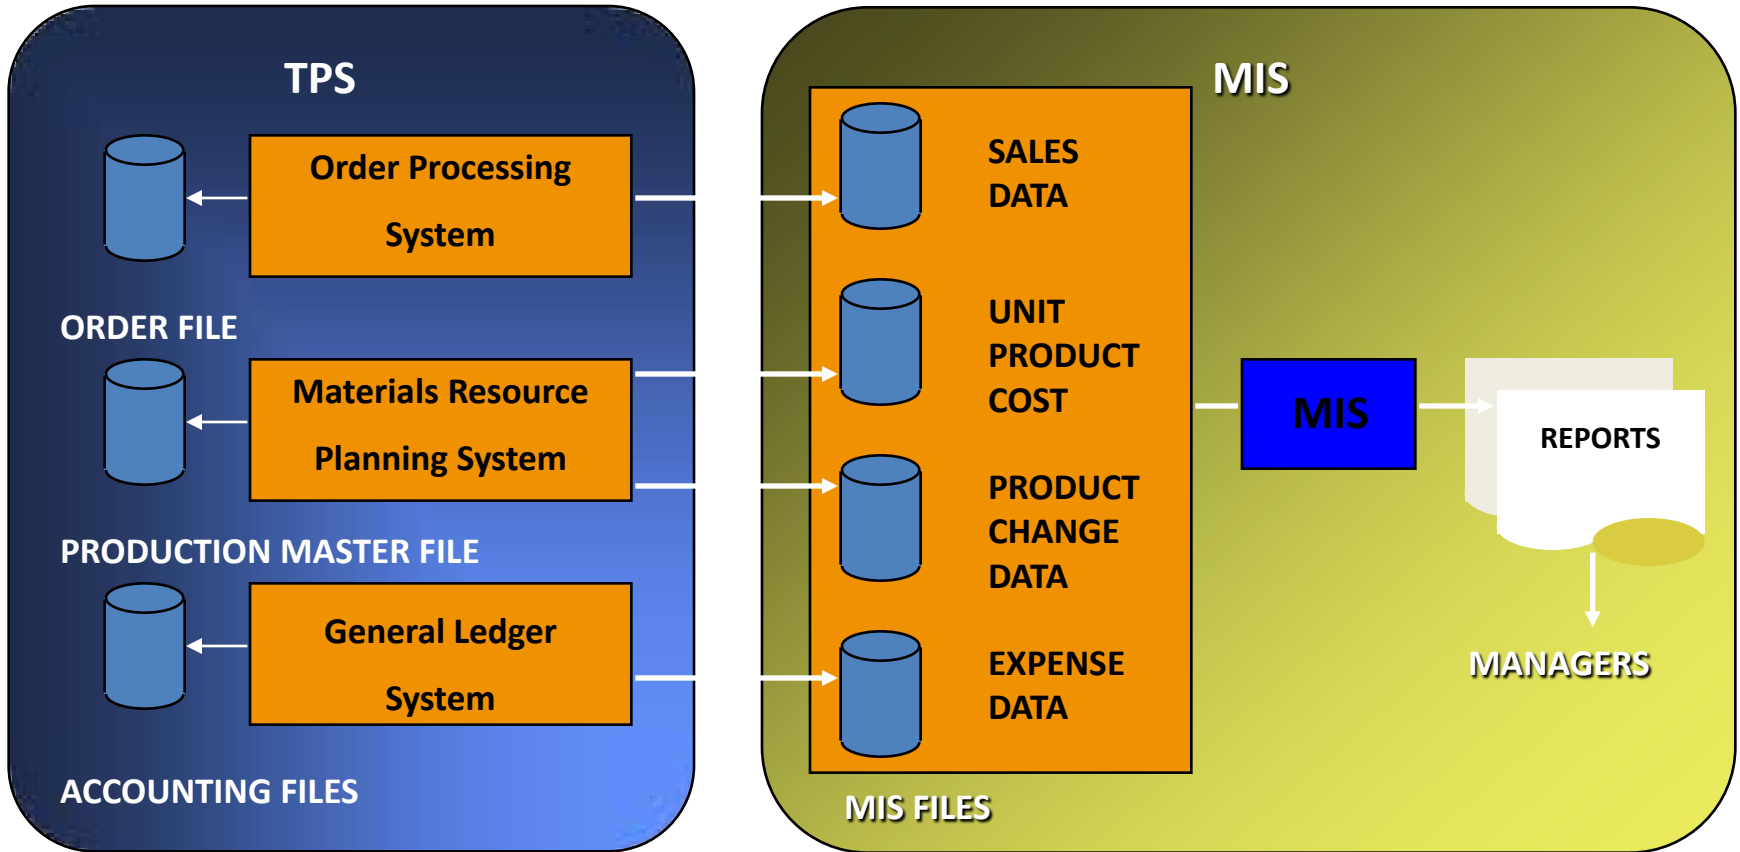 TPS
Order Processing
System
ORDER FILE
Materials Resource
Planning System
PRODUCTION MASTER FILE
General Ledger
System
ACCOUNTING FILES
MIS
SALES
DATA
UNIT
PRODUCT
COST
PRODUCT
CHANGE
DATA
EXPENSE
DATA
MIS FILES
MIS
REPORTS
MANAGERS